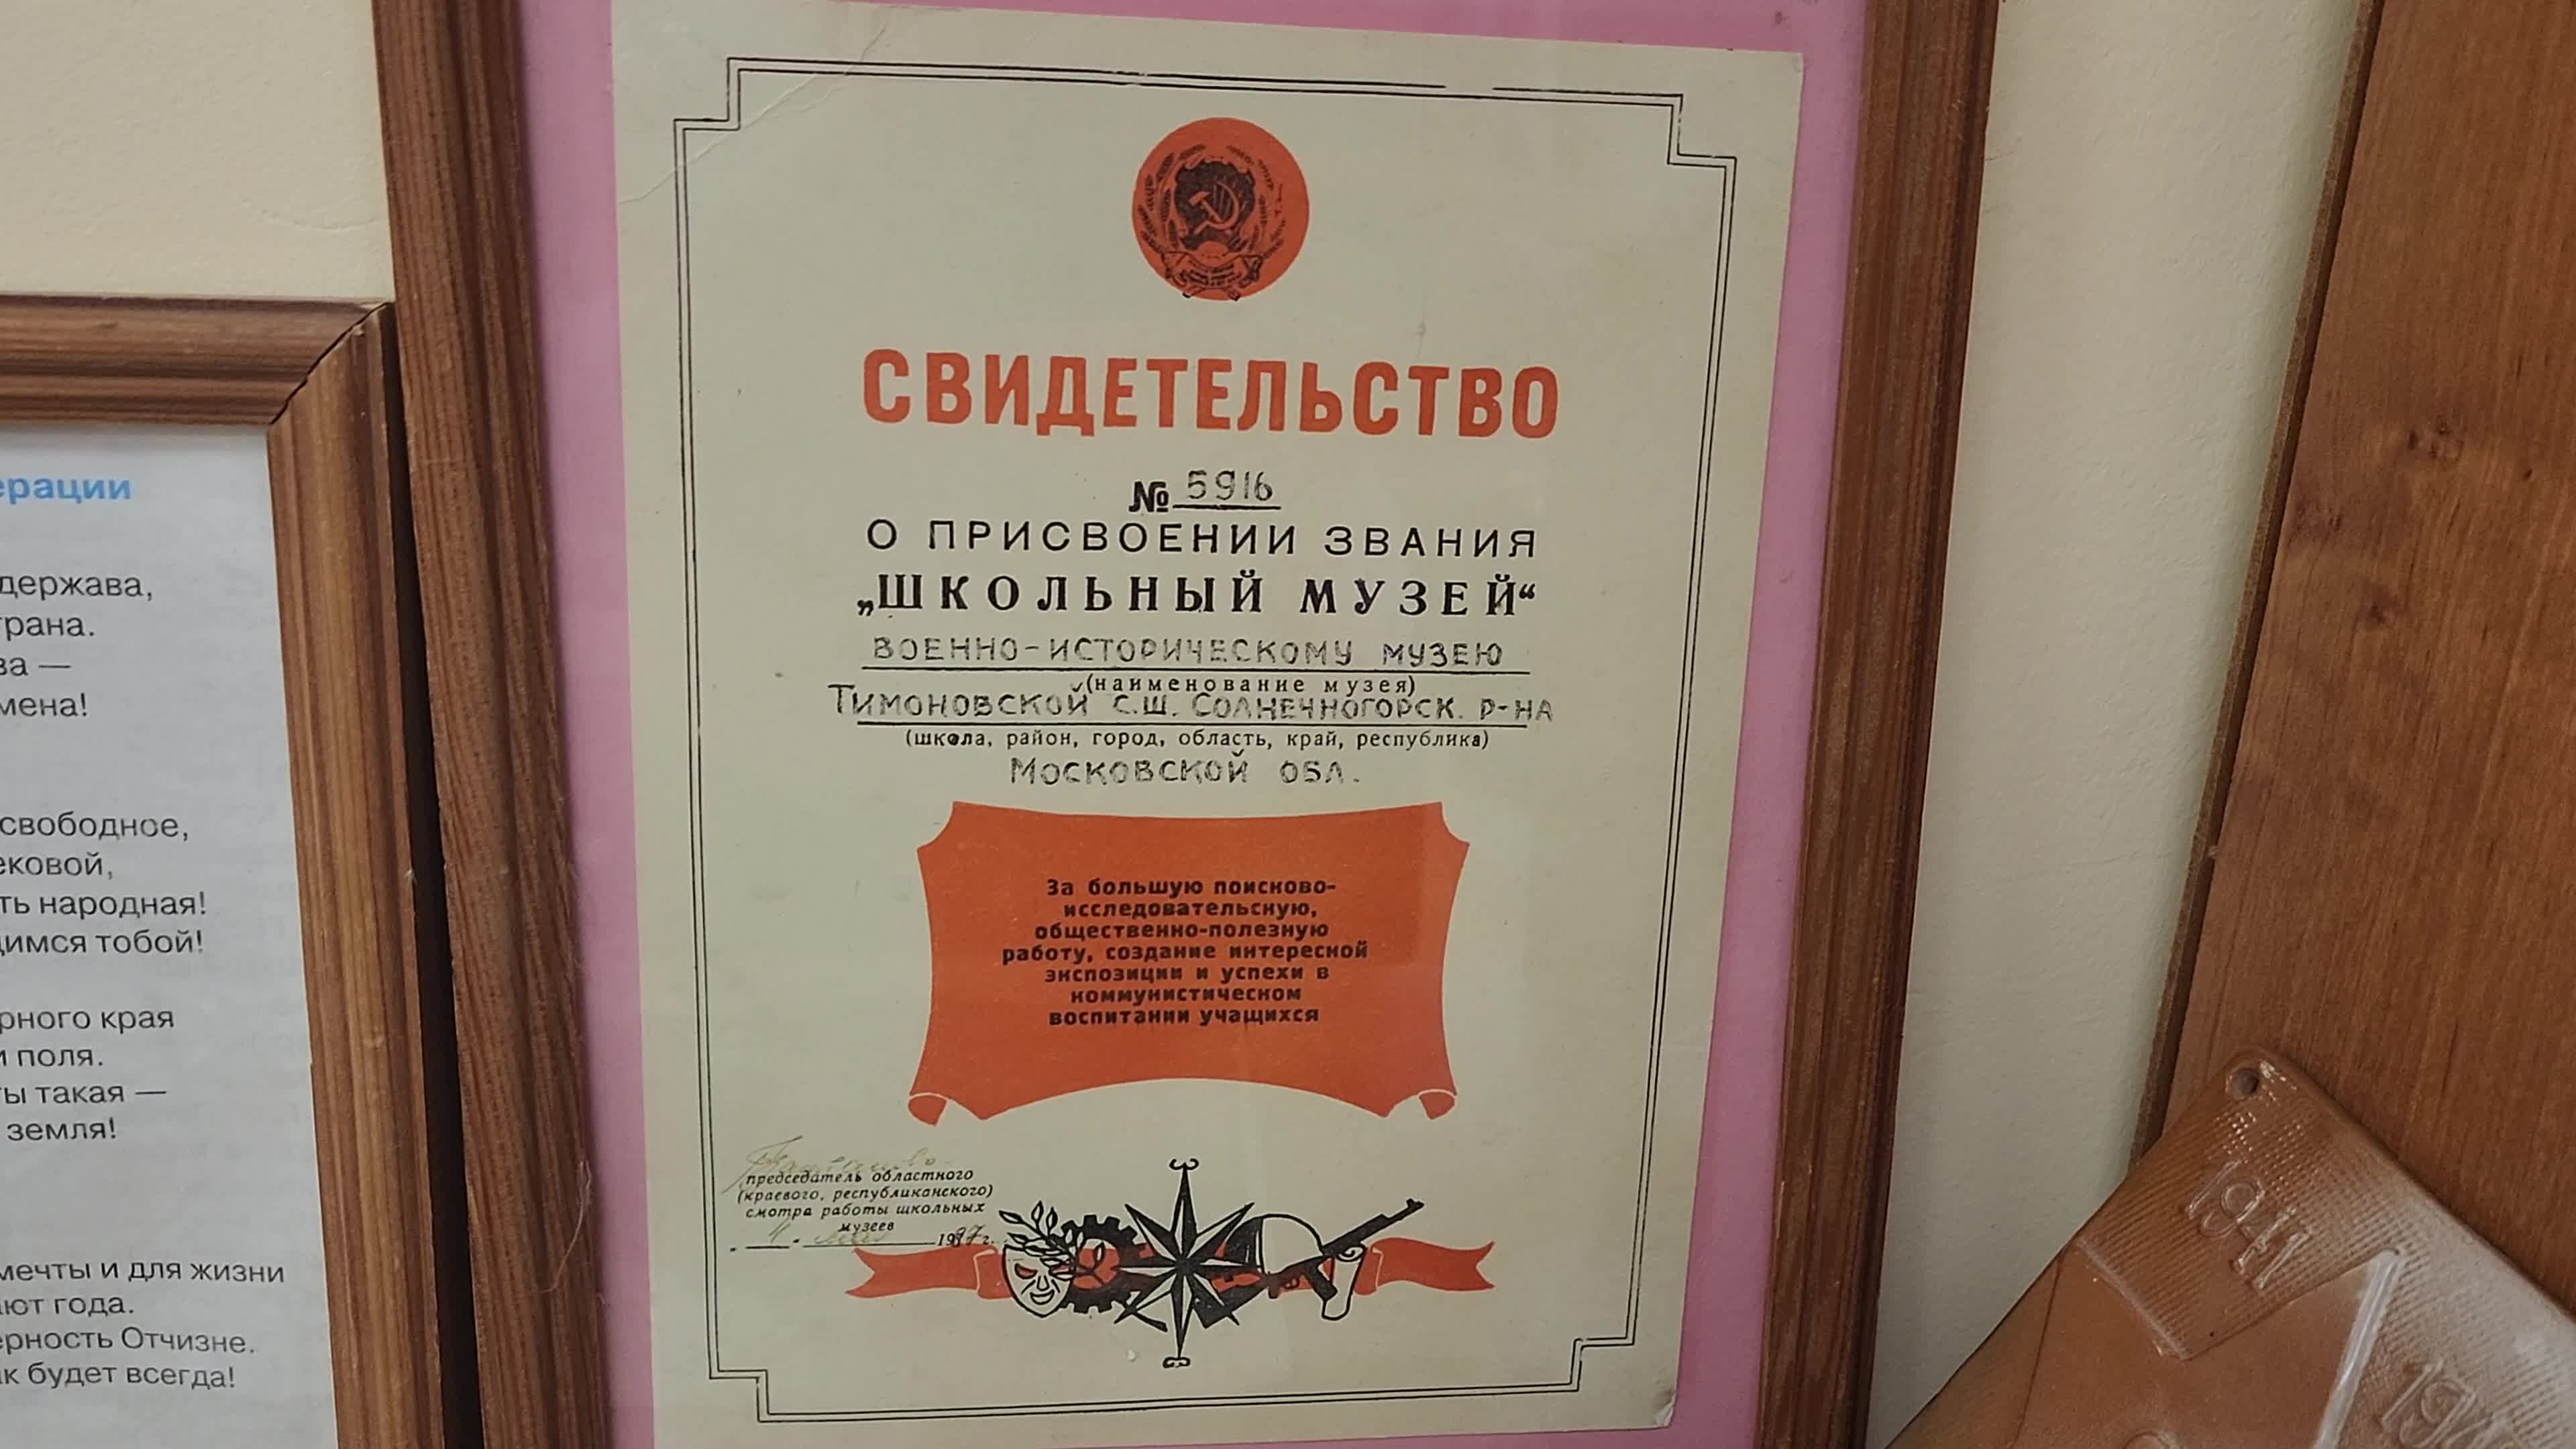 ерации
держава,
трана.
ва —
мена!
свободное,
ековой,
ть народная!
димся тобой!
рного края
и поля.
ты такая —
земля!
мечты и для жизни
ают года.
ерность Отчизне.
ак будет всегда!
СВИДЕТЕЛЬСТВО
№ 5916
О ПРИСВОЕНИИ ЗВАНИЯ
„ШКОЛЬНЫЙ МУЗЕЙ“
ВОЕННО-ИСТОРИЧЕСКОМУ МУЗЕЮ
(наименование музея)
ТИМОНОВСКОЙ С.Ш. СОЛНЕЧНОГОРСК. Р-НА
(школа, район, город, область, край, республика)
МОСКОВСКОЙ ОБЛ.
За большую поисково-
исследовательскую,
общественно-полезную
работу, создание интересной
экспозиции и успехи в
коммунистическом
воспитании учащихся
председатель областного
(краевого, республиканского)
смотра работы школьных
музеев
1987г.
1941